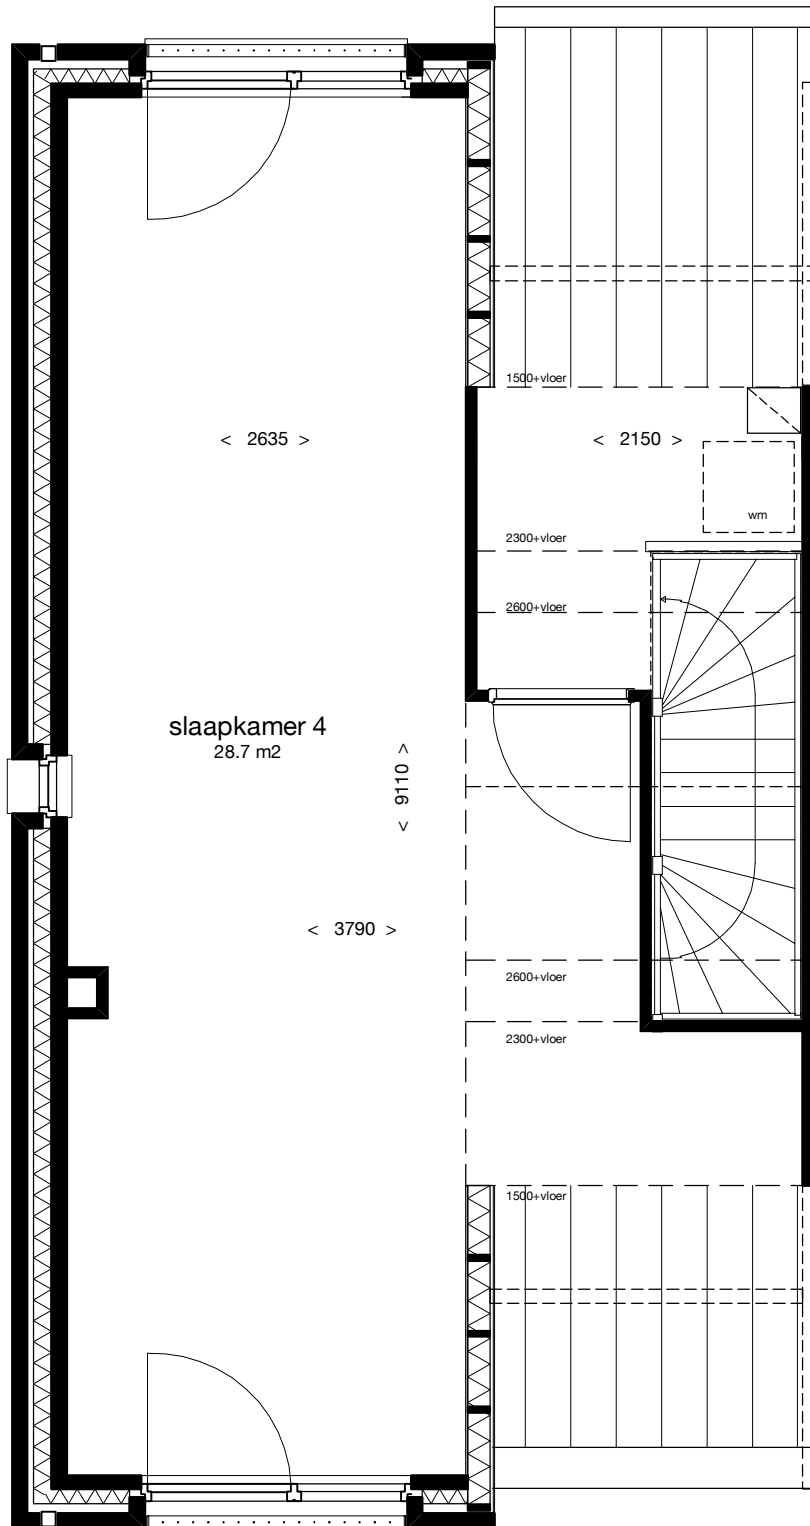 1500+vloer
< 2635 >
< 2150 >
wm
2300+vloer
2600+vloer
slaapkamer 4
28.7 m2
< 9110 >
< 3790 >
2600+vloer
2300+vloer
1500+vloer